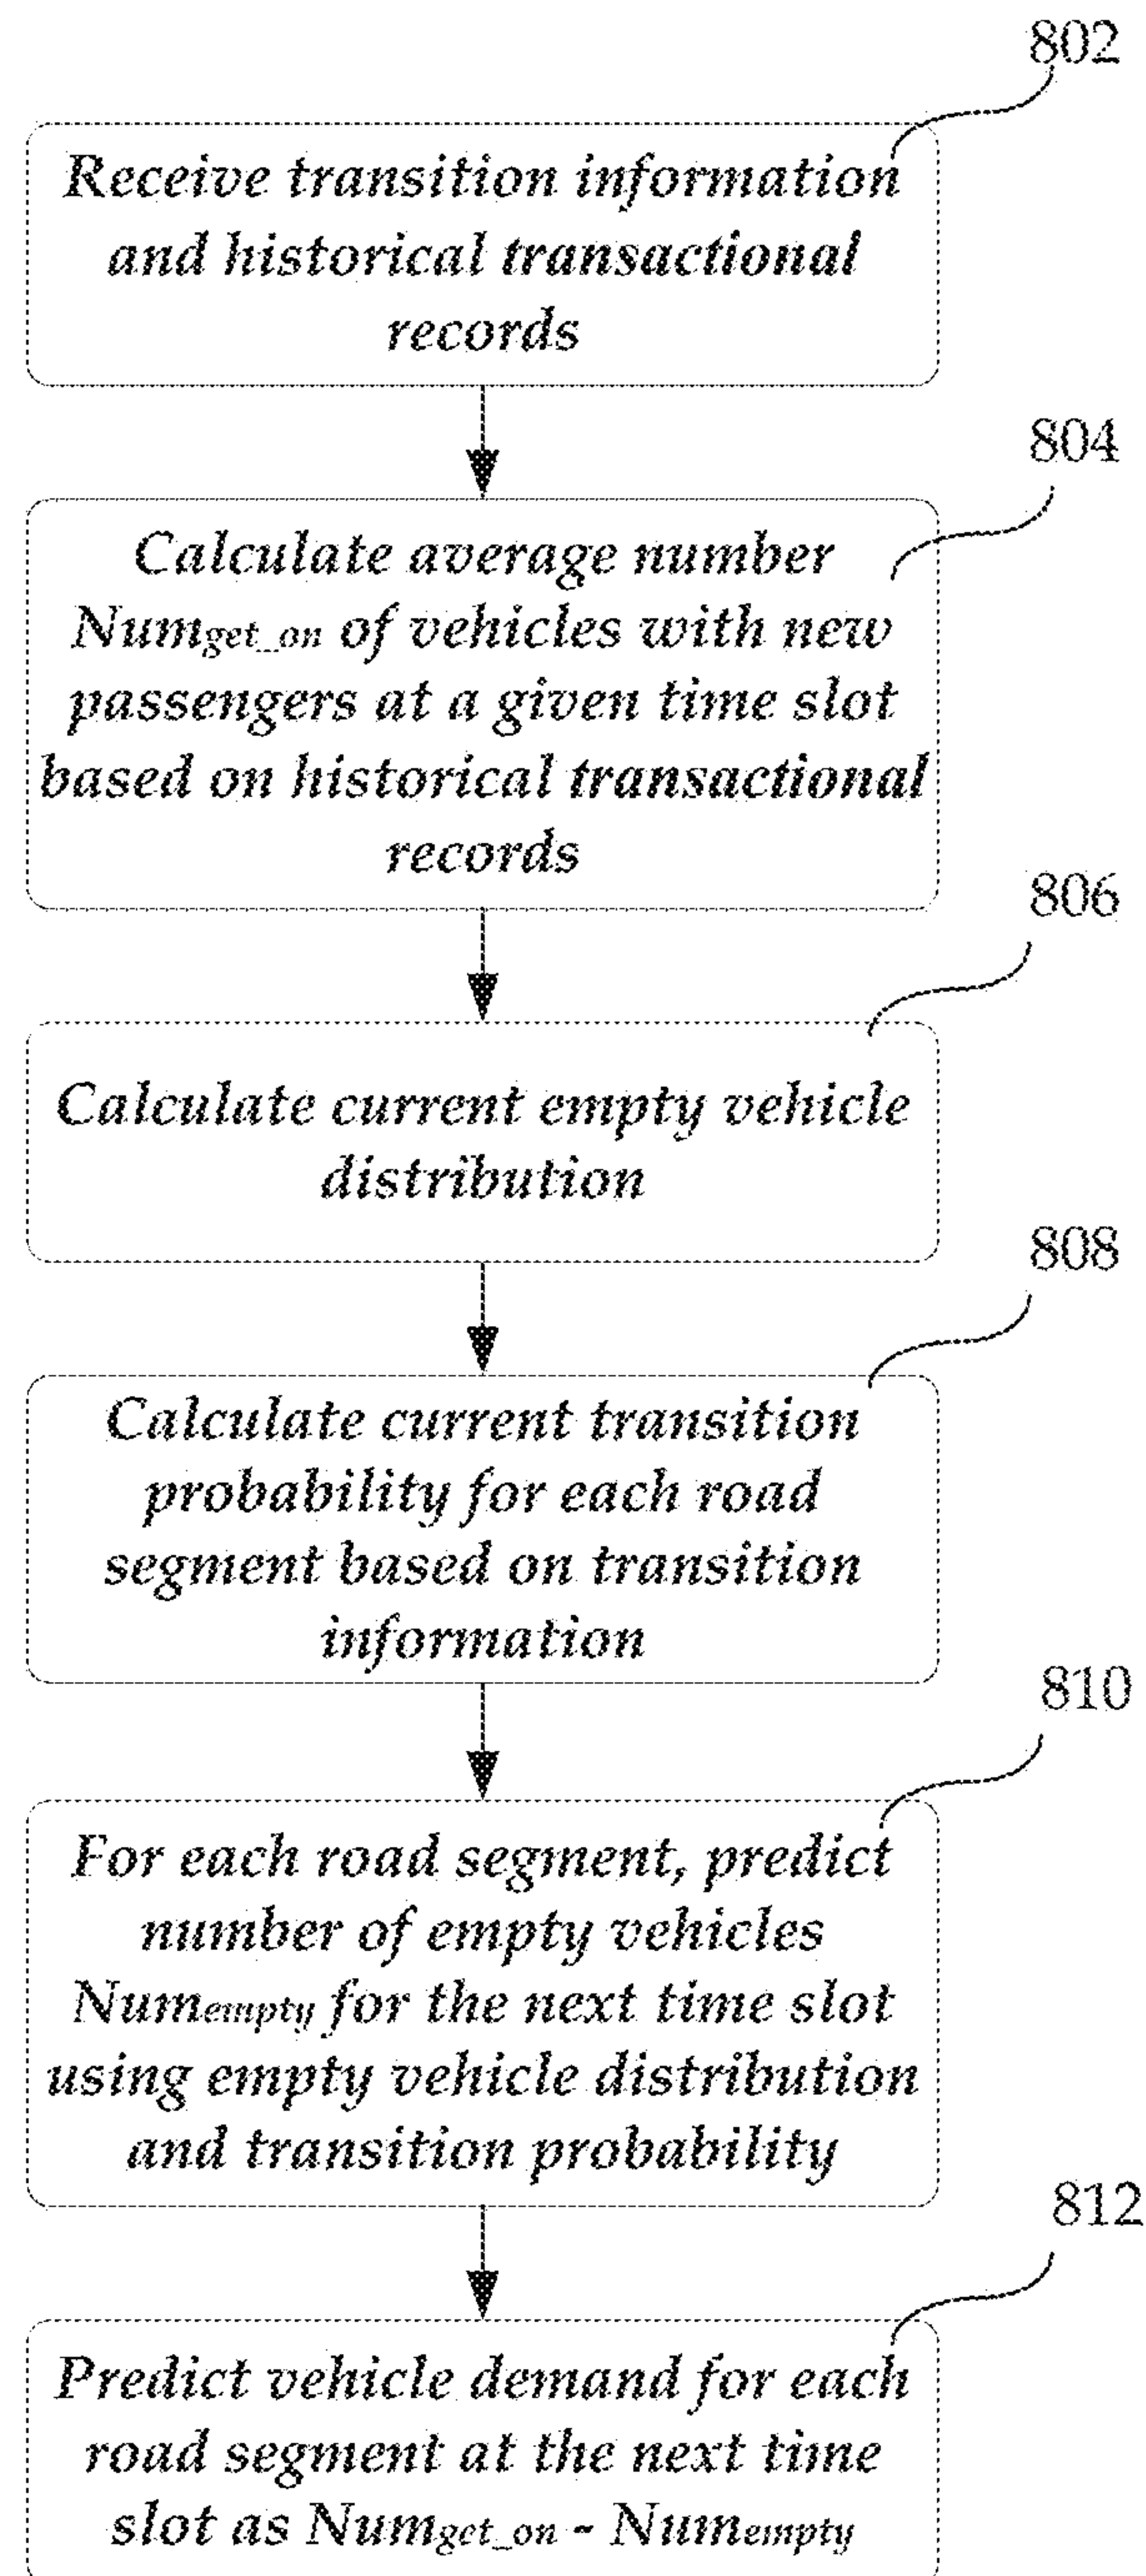 802
Receive transition information
and historical transactional
records
804
Calculate average number
Numget_on of vehicles with new
passengers at a given time slot
based on historical transactional
records
806
Calculate current empty vehicle
distribution
808
Calculate current transition
probability for each road
segment based on transition
information
810
For each road segment, predict
number of empty vehicles
Numempty for the next time slot
using empty vehicle distribution
and transition probability
812
Predict vehicle demand for each
road segment at the next time
slot as Numget_on - Numempty